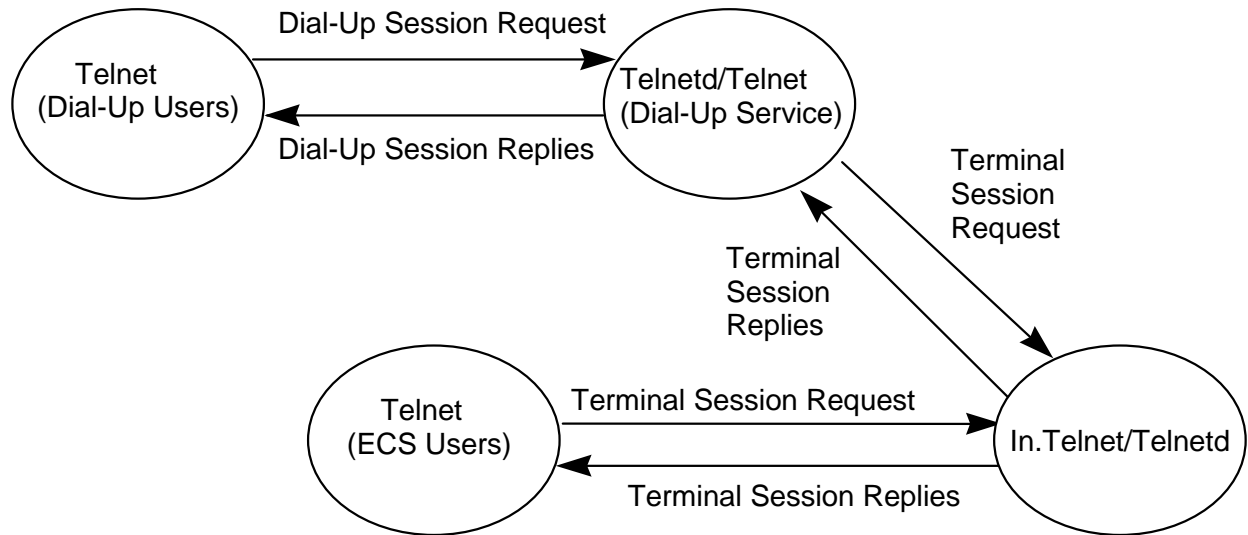 Dial-Up Session Request
Telnet
(Dial-Up Users)
Telnetd/Telnet
(Dial-Up Service)
Dial-Up Session Replies
Terminal
Session
Request
Terminal
Session
Replies
Telnet
(ECS Users)
Terminal Session Request
In.Telnet/Telnetd
Terminal Session Replies